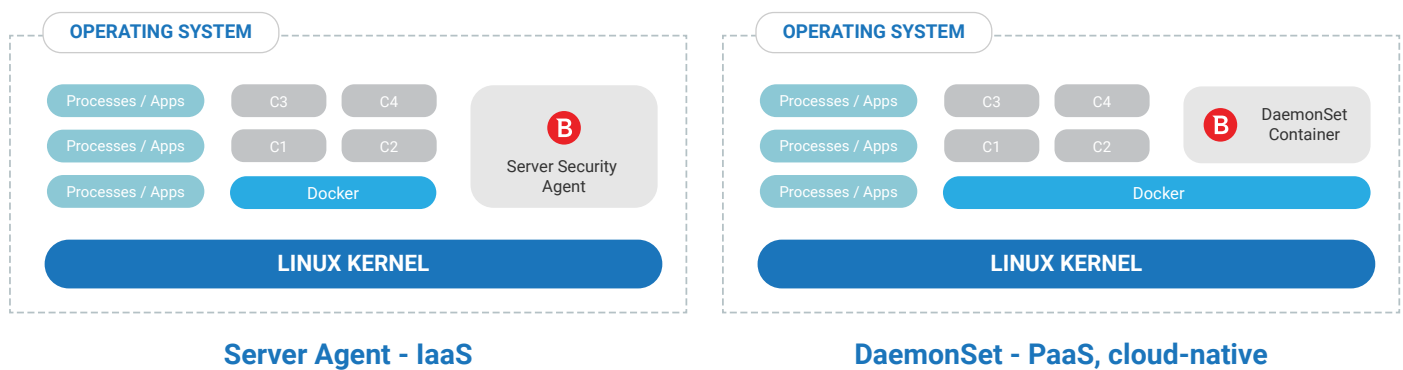 OPERATING SYSTEM
Processes / Apps
C3
C4
Processes / Apps
C1
C2
Processes / Apps
Docker
B
Server Security
Agent
LINUX KERNEL
Server Agent - IaaS
OPERATING SYSTEM
Processes / Apps
C3
C4
Processes / Apps
C1
C2
Processes / Apps
Docker
B
DaemonSet
Container
LINUX KERNEL
DaemonSet - PaaS, cloud-native